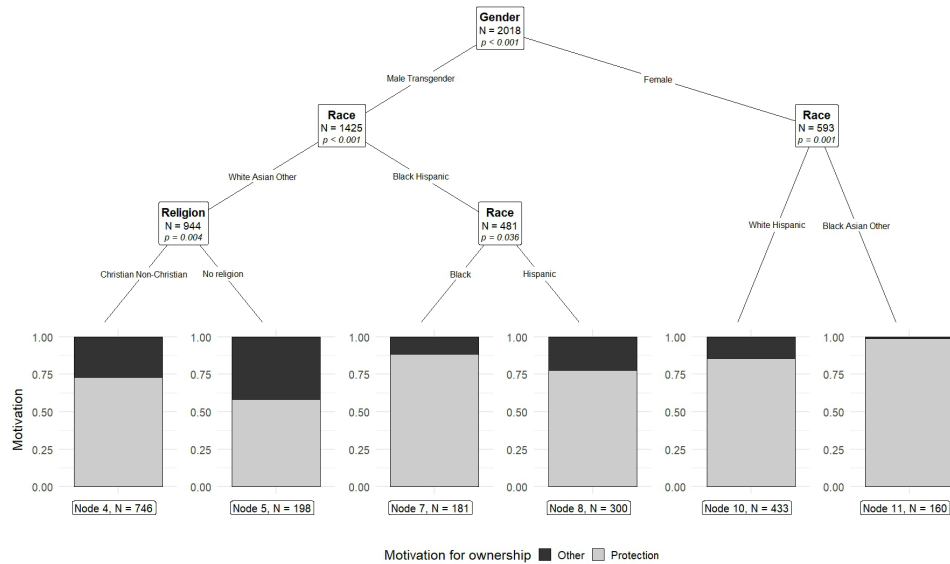 Gender
N = 2018
p < 0.001
Male Transgender
Female
Race
N = 1425
p < 0.001
Race
N = 593
p = 0.001
White Asian Other
Black Hispanic
Religion
N = 944
p = 0.004
Race
N = 481
p = 0.036
White Hispanic
Black Asian Other
Christian Non-Christian
No religion
Black
Hispanic
Motivation
1.00
0.75
0.50
0.25
0.00
1.00
0.75
0.50
0.25
0.00
1.00
0.75
0.50
0.25
0.00
1.00
0.75
0.50
0.25
0.00
1.00
0.75
0.50
0.25
0.00
1.00
0.75
0.50
0.25
0.00
Node 4, N = 746
Node 5, N = 198
Node 7, N = 181
Node 8, N = 300
Node 10, N = 433
Node 11, N = 160
Motivation for ownership Other Protection